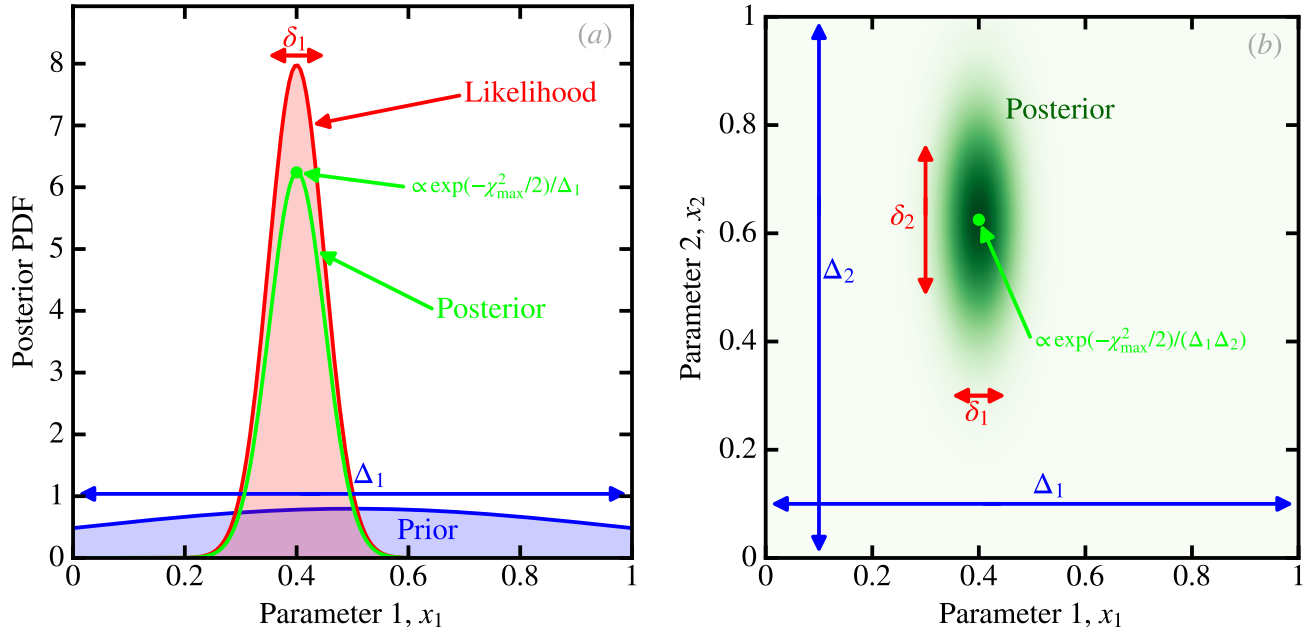 (a)
δ₁
8
Likelihood
7
∝exp(−χ²max/2)/Δ₁
6
5
Posterior
4
3
2
Δ₁
1
Prior
0
0 0.2 0.4 0.6 0.8 1
Parameter 1, x₁
Posterior PDF
(b)
1
Posterior
0.8
δ₂
0.6
Δ₂
∝exp(−χ²max/2)/(Δ₁Δ₂)
0.4
δ₁
0.2
Δ₁
0
0 0.2 0.4 0.6 0.8 1
Parameter 1, x₁
Parameter 2, x₂